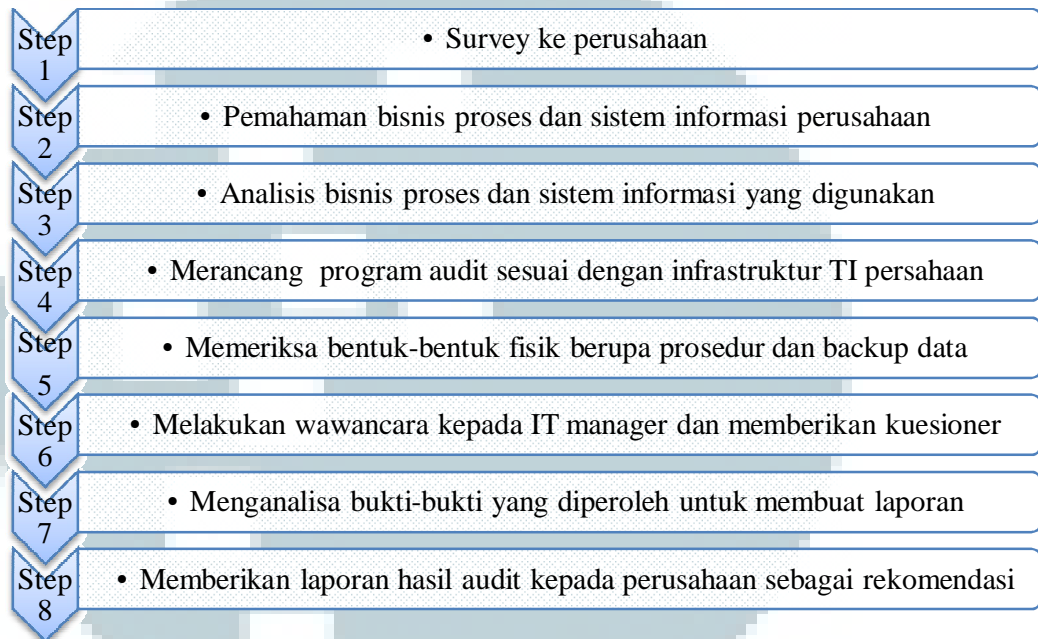 Step
1
• Survey ke perusahaan
Step
2
• Pemahaman bisnis proses dan sistem informasi perusahaan
Step
3
• Analisis bisnis proses dan sistem informasi yang digunakan
Step
4
• Merancang program audit sesuai dengan infrastruktur TI persahaan
Step
5
• Memeriksa bentuk-bentuk fisik berupa prosedur dan backup data
Step
6
• Melakukan wawancara kepada IT manager dan memberikan kuesioner
Step
7
• Menganalisa bukti-bukti yang diperoleh untuk membuat laporan
Step
8
• Memberikan laporan hasil audit kepada perusahaan sebagai rekomendasi